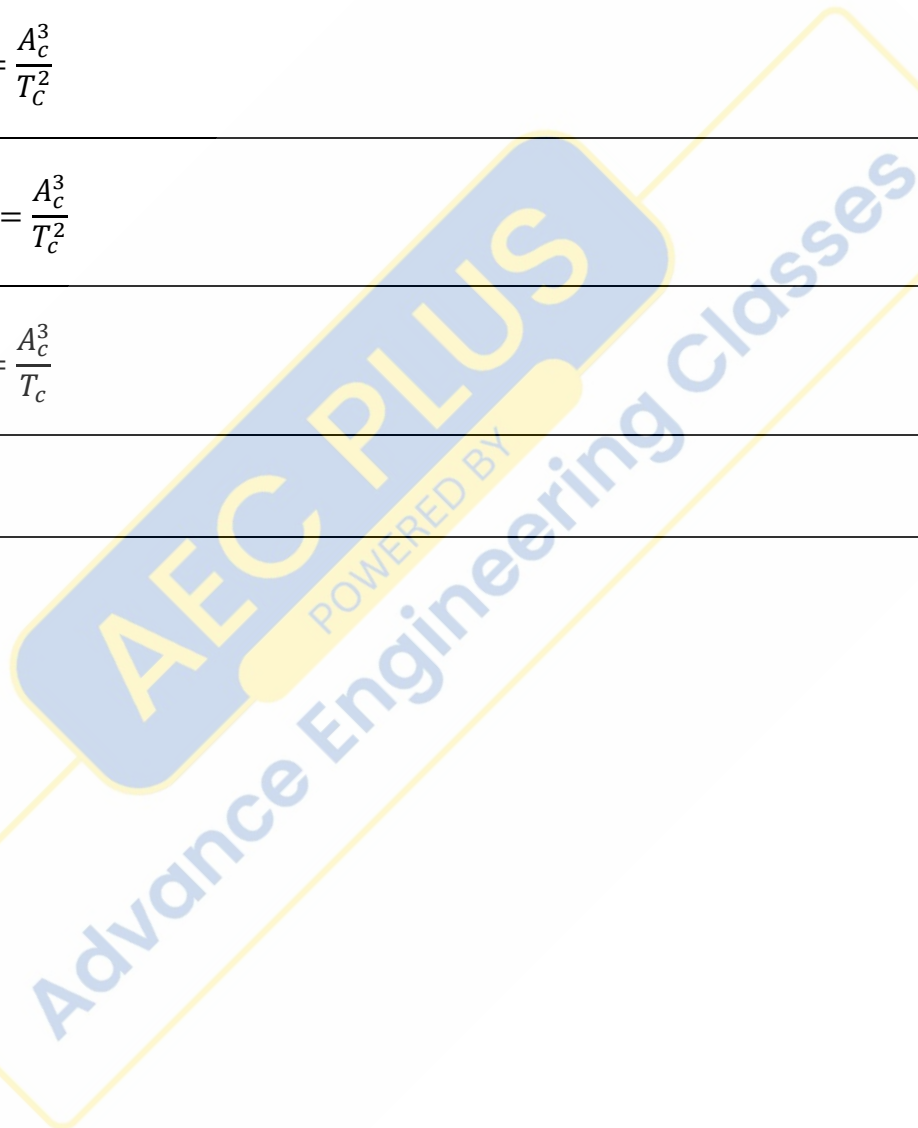 = A_c^3 / T_C^2
= A_c^3 / T_c^2
= A_c^3 / T_c
AEC PLUS
POWERED BY
Advance Engineering Classes